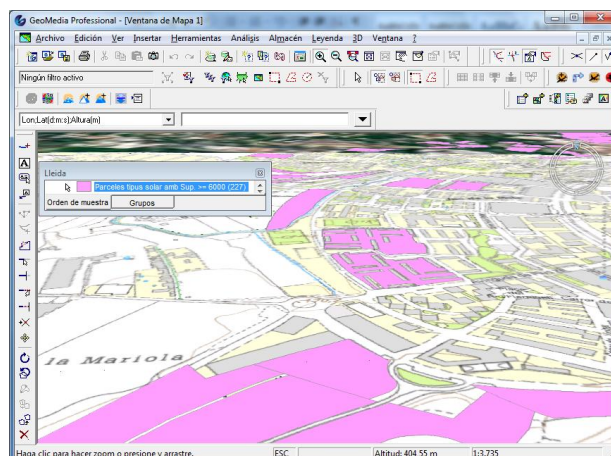 GeoMedia Professional - [Ventana de Mapa 1]
Archivo Edición Ver Insertar Herramientas Análisis Almacén Leyenda 3D Ventana ?
Ningún filtro activo
Lon;Lat(d:m:s);Altura(m)
Lleida
Parceles tipus solar amb Sup. >= 6000 (227)
Orden de muestra Grupos
la Mariola
Haga clic para hacer zoom o presione y arrastre. ESC Altitud: 404.55 m 1:3.735